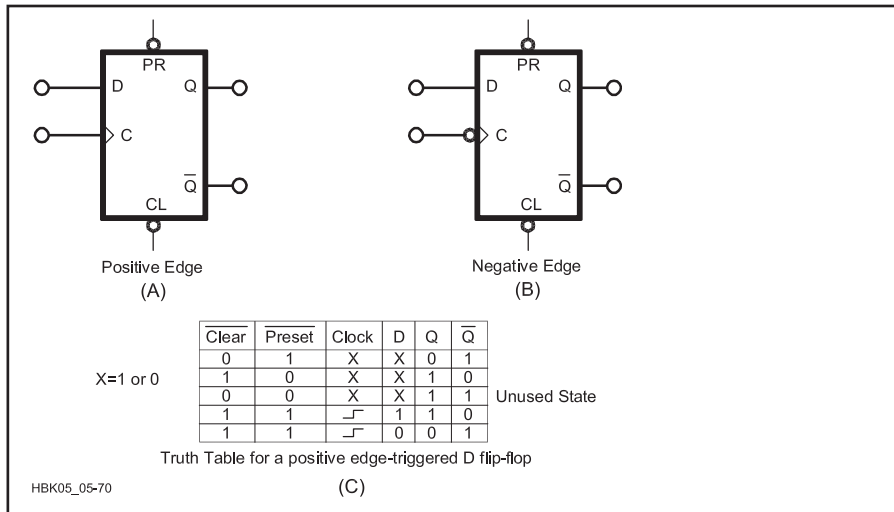 PR
D Q
C
Q̅
CL
Positive Edge
(A)
PR
D Q
C
Q̅
CL
Negative Edge
(B)
X=1 or 0
C̅l̅e̅a̅r̅ P̅r̅e̅s̅e̅t̅ Clock D Q Q̅
0 1 X X 0 1
1 0 X X 1 0
0 0 X X 1 1 Unused State
1 1 1 1 0
1 1 0 0 1
Truth Table for a positive edge-triggered D flip-flop
(C)
HBK05_05-70